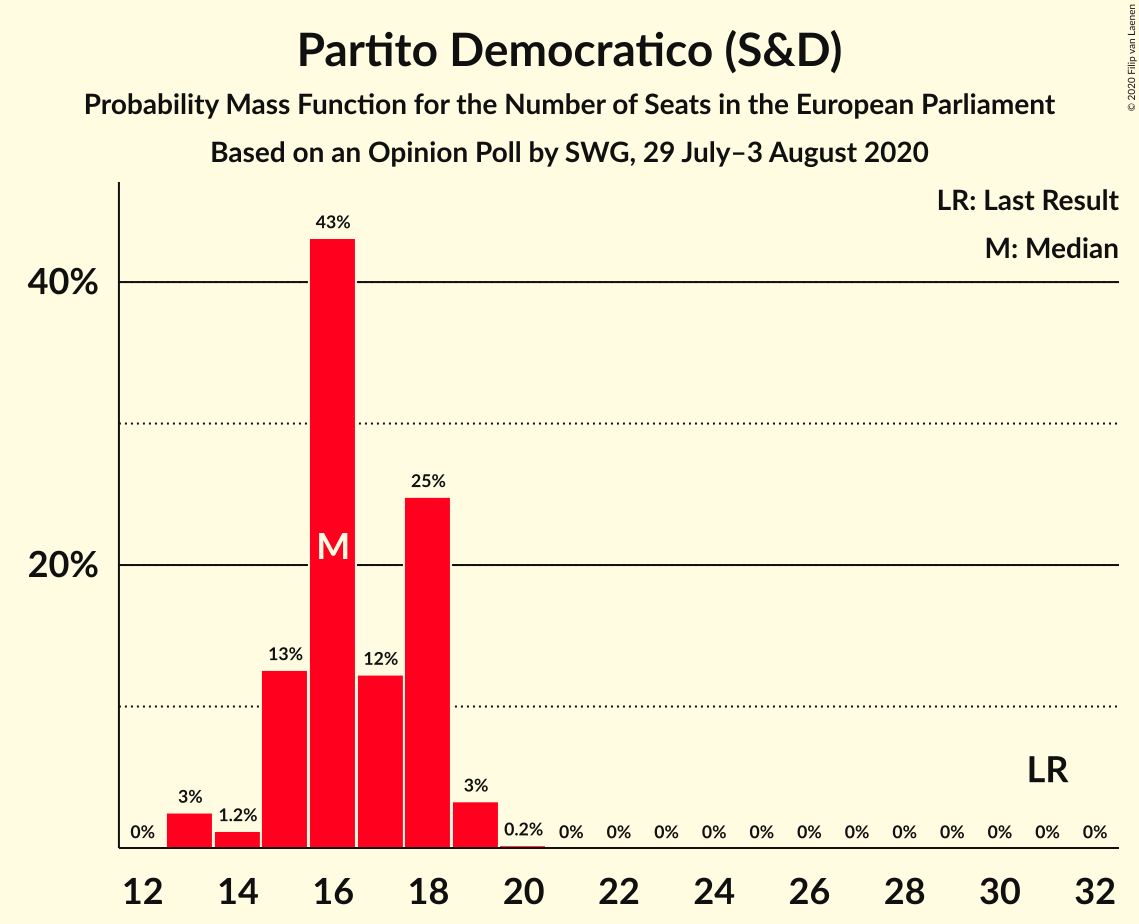 Partito Democratico (S&D)
Probability Mass Function for the Number of Seats in the European Parliament
Based on an Opinion Poll by SWG, 29 July–3 August 2020
© 2020 Filip van Laenen
LR: Last Result
M: Median
40%
20%
0%
3%
1.2%
13%
43%
M
12%
25%
3%
0.2%
0%
0%
0%
0%
0%
0%
0%
0%
0%
0%
0%
0%
LR
12 14 16 18 20 22 24 26 28 30 32